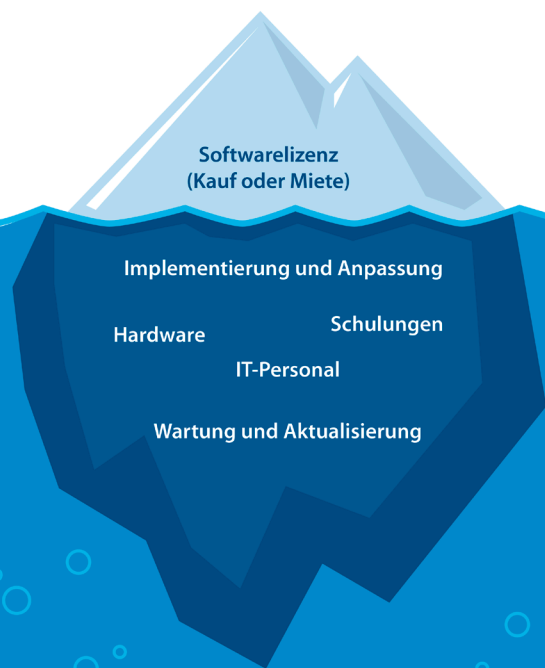 Softwarelizenz
(Kauf oder Miete)
Implementierung und Anpassung
Schulungen
Hardware
IT-Personal
Wartung und Aktualisierung